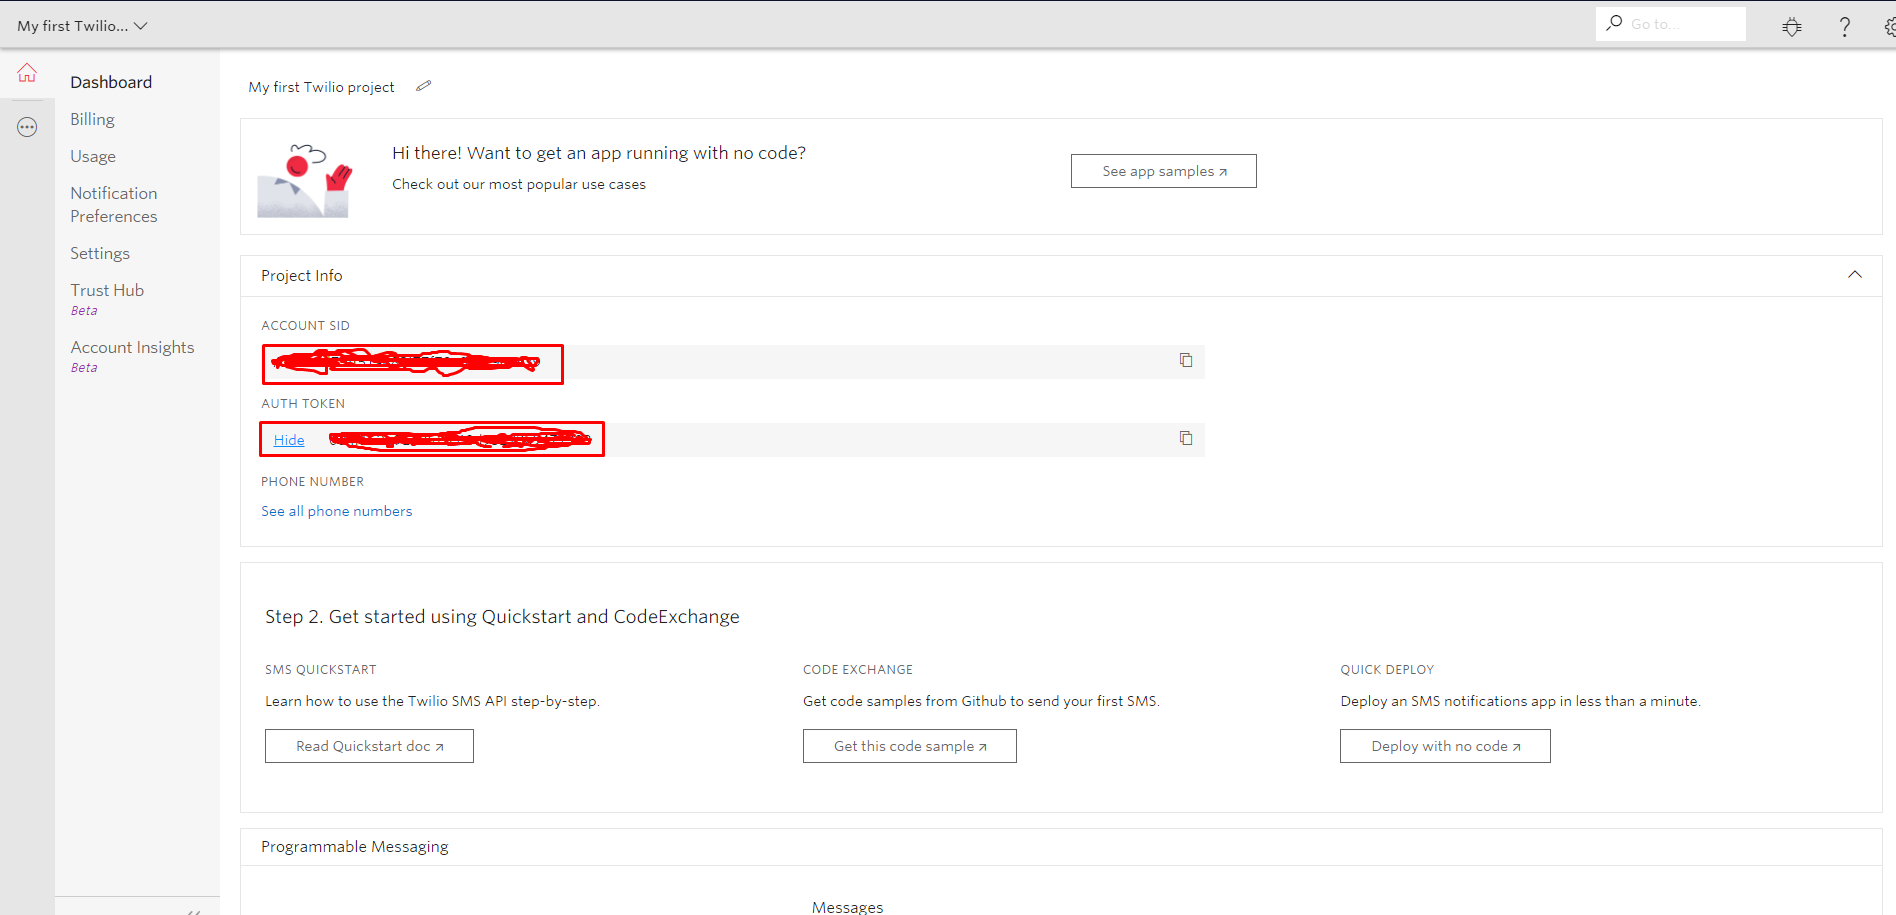 My first Twilio...
Go to...
?
Dashboard
Billing
Usage
Notification
Preferences
Settings
Trust Hub
Beta
Account Insights
Beta
My first Twilio project
Hi there! Want to get an app running with no code?
Check out our most popular use cases
See app samples
Project Info
ACCOUNT SID
AUTH TOKEN
Hide
PHONE NUMBER
See all phone numbers
Step 2. Get started using Quickstart and CodeExchange
SMS QUICKSTART
Learn how to use the Twilio SMS API step-by-step.
Read Quickstart doc
CODE EXCHANGE
Get code samples from Github to send your first SMS.
Get this code sample
QUICK DEPLOY
Deploy an SMS notifications app in less than a minute.
Deploy with no code
Programmable Messaging
Messages